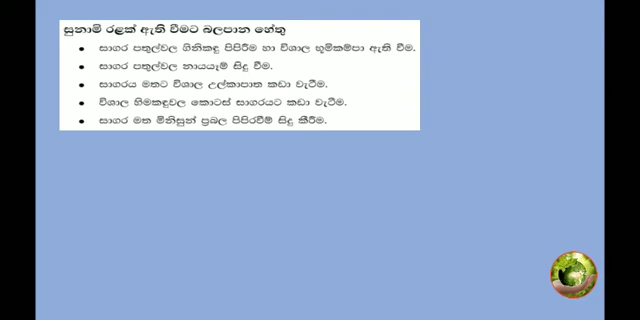 සුනාමි රළක් ඇති වීමට බලපාන හේතු
• සාගර පතුල්වල ගිනිකඳු පිපිරීම හා විශාල භූමිකම්පා ඇති වීම.
• සාගර පතුල්වල නායයෑම් සිදු වීම.
• සාගරය මතට විශාල උල්කාපාත කඩා වැටීම.
• විශාල හිමකඳුවල කොටස් සාගරයට කඩා වැටීම.
• සාගර මත මිනිසුන් ප්‍රබල පිපිරවීම් සිදු කිරීම.